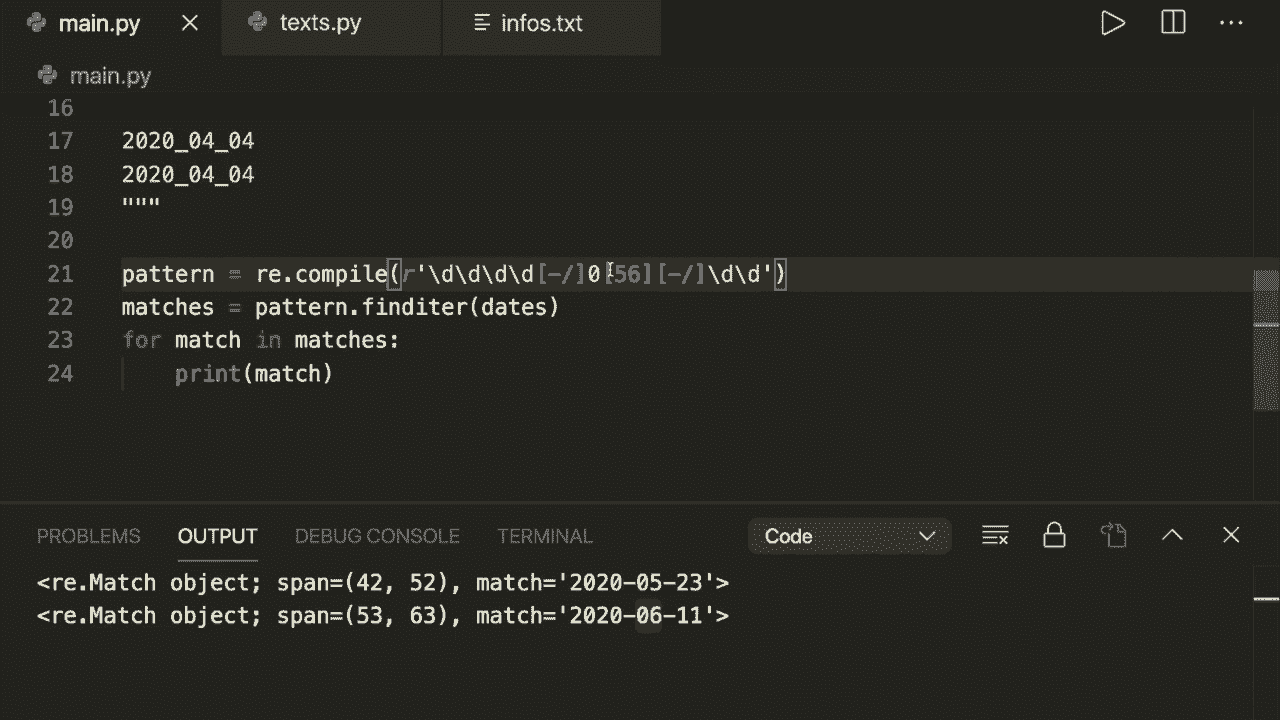 main.py texts.py infos.txt
main.py
16
17 2020_04_04
18 2020_04_04
19 """
20
21 pattern = re.compile(r'\d\d\d\d[-/]0[56][-/]\d\d')
22 matches = pattern.finditer(dates)
23 for match in matches:
24 print(match)
PROBLEMS OUTPUT DEBUG CONSOLE TERMINAL Code
<re.Match object; span=(42, 52), match='2020-05-23'>
<re.Match object; span=(53, 63), match='2020-06-11'>